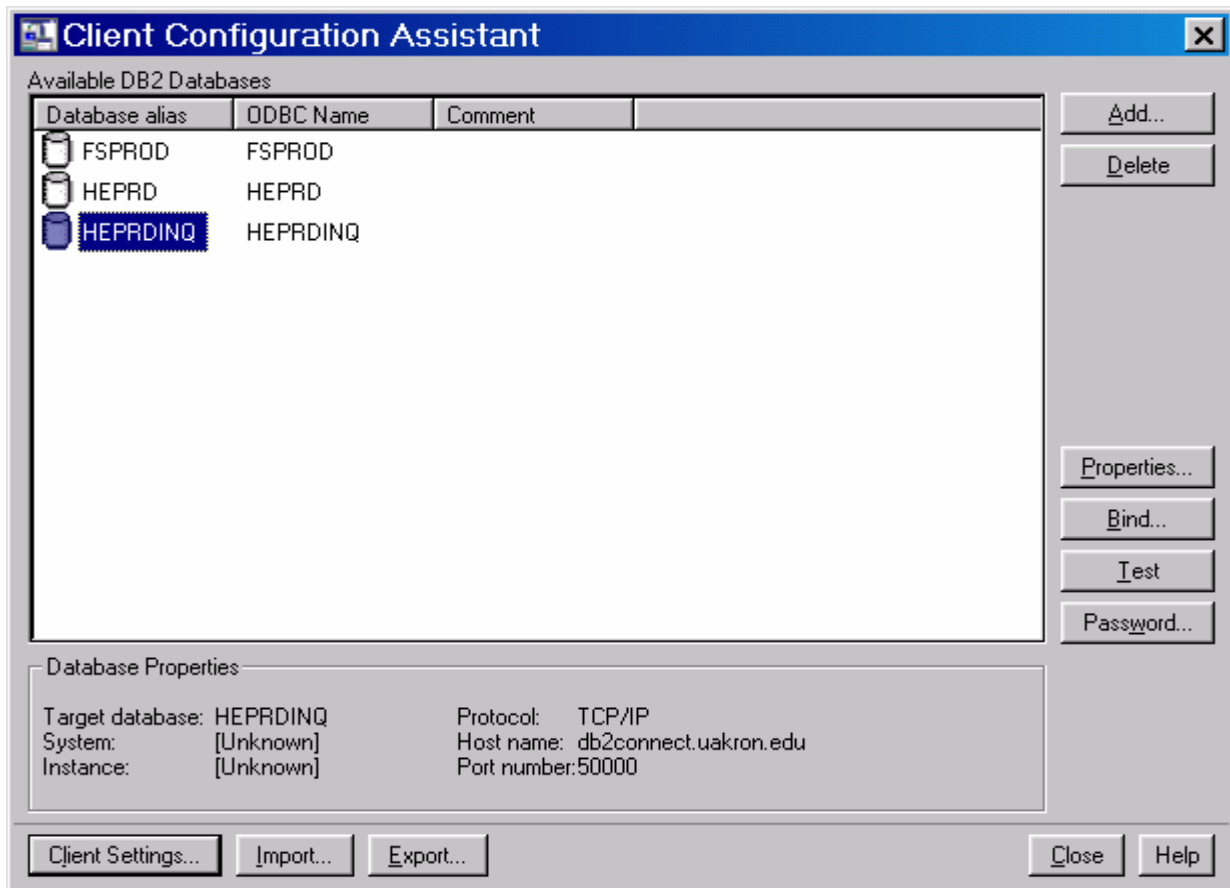 Client Configuration Assistant
Available DB2 Databases
Database alias ODBC Name Comment
FSPROD FSPROD
HEPRD HEPRD
HEPRDINQ HEPRDINQ
Add...
Delete
Properties...
Bind...
Test
Password...
Database Properties
Target database: HEPRDINQ Protocol: TCP/IP
System: [Unknown] Host name: db2connect.uakron.edu
Instance: [Unknown] Port number: 50000
Client Settings... Import... Export... Close Help